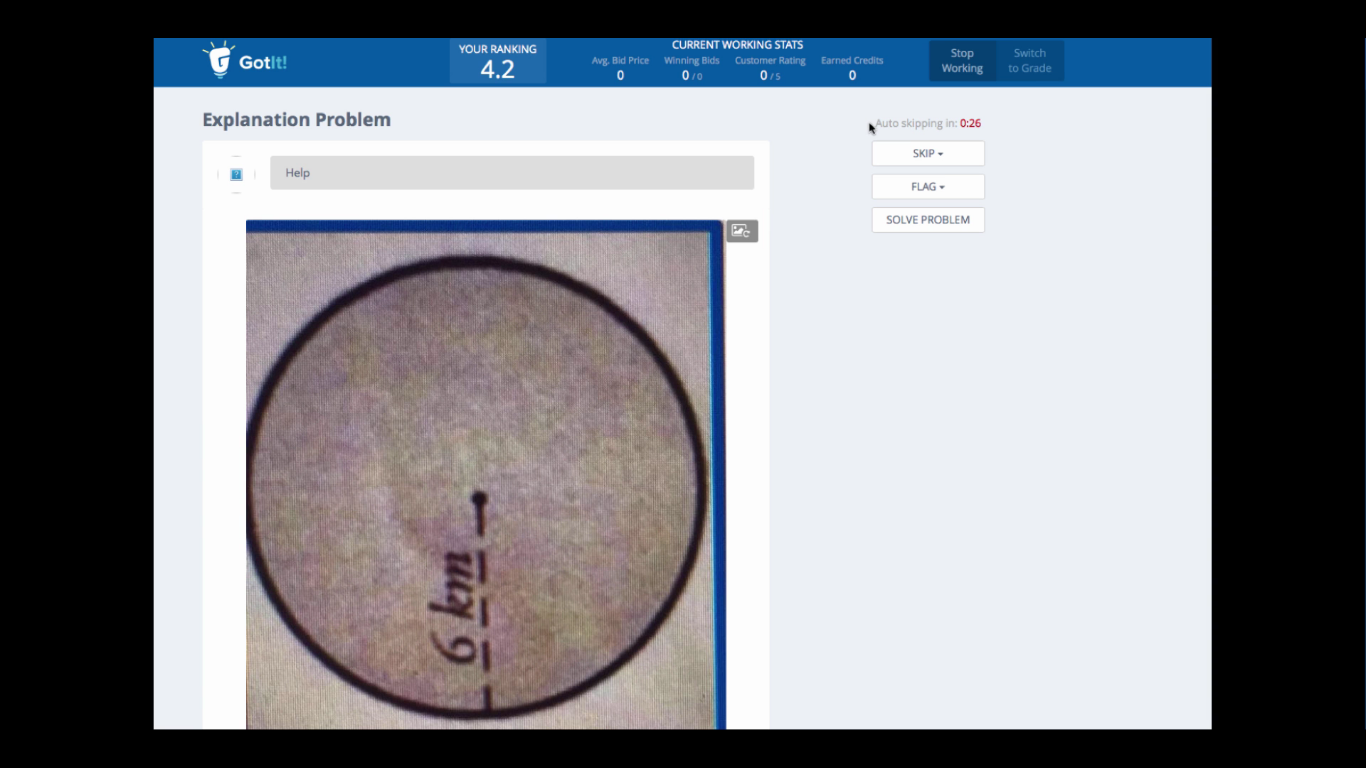 GotIt!
YOUR RANKING
4.2
CURRENT WORKING STATS
Avg. Bid Price
0
Winning Bids
0 / 0
Customer Rating
0 / 5
Earned Credits
0
Stop
Working
Switch
to Grade
Explanation Problem
Auto skipping in: 0:26
SKIP
FLAG
SOLVE PROBLEM
?
Help
6 km